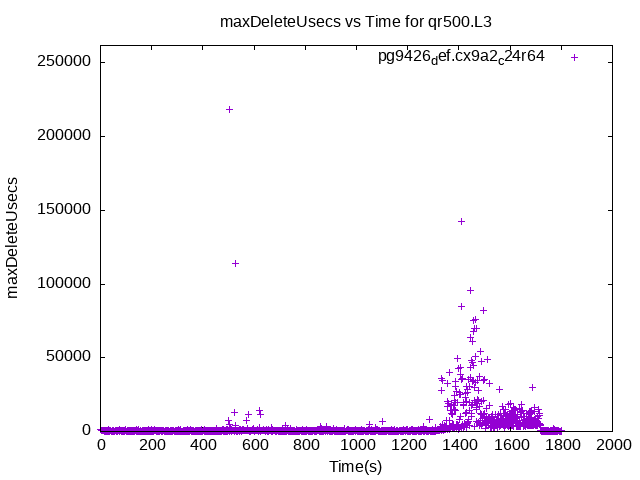 maxDeleteUsecs vs Time for qr500.L3
pg9426def.cx9a2c24r64
250000
200000
150000
100000
50000
0
maxDeleteUsecs
0 200 400 600 800 1000 1200 1400 1600 1800 2000
Time(s)